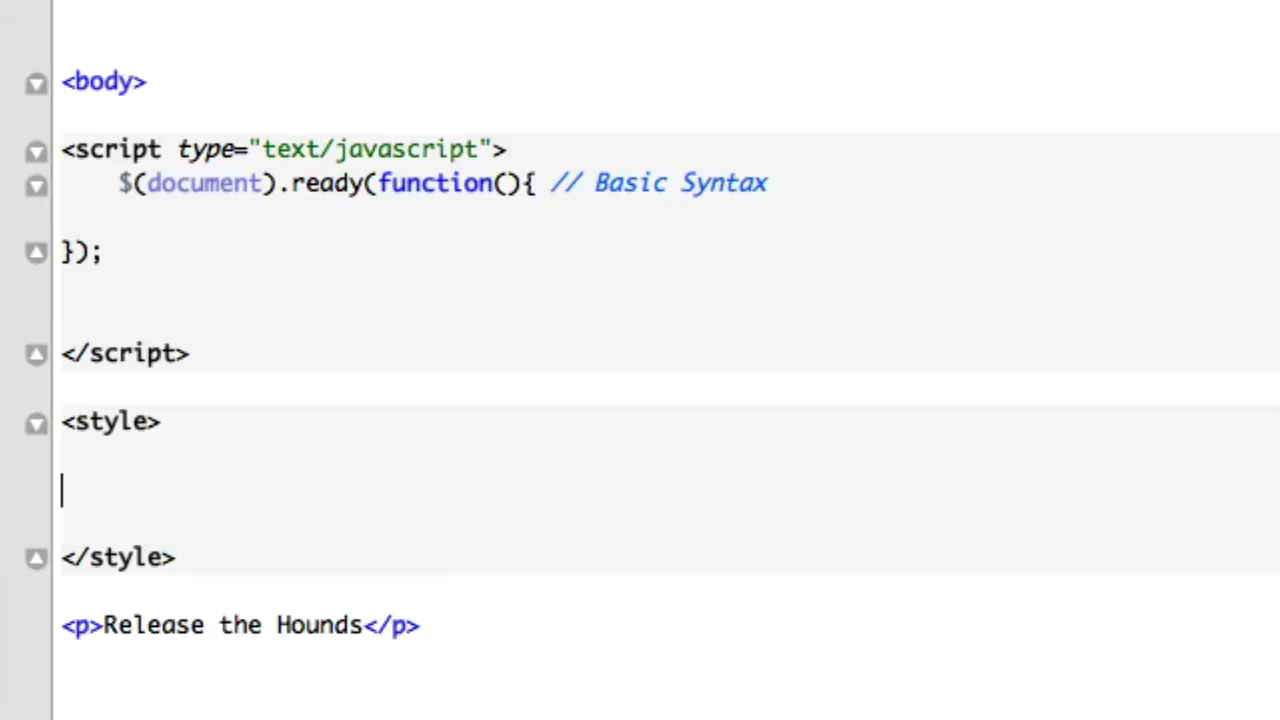 <body>
<script type="text/javascript">
$(document).ready(function(){ // Basic Syntax
});
</script>
<style>
</style>
<p>Release the Hounds</p>